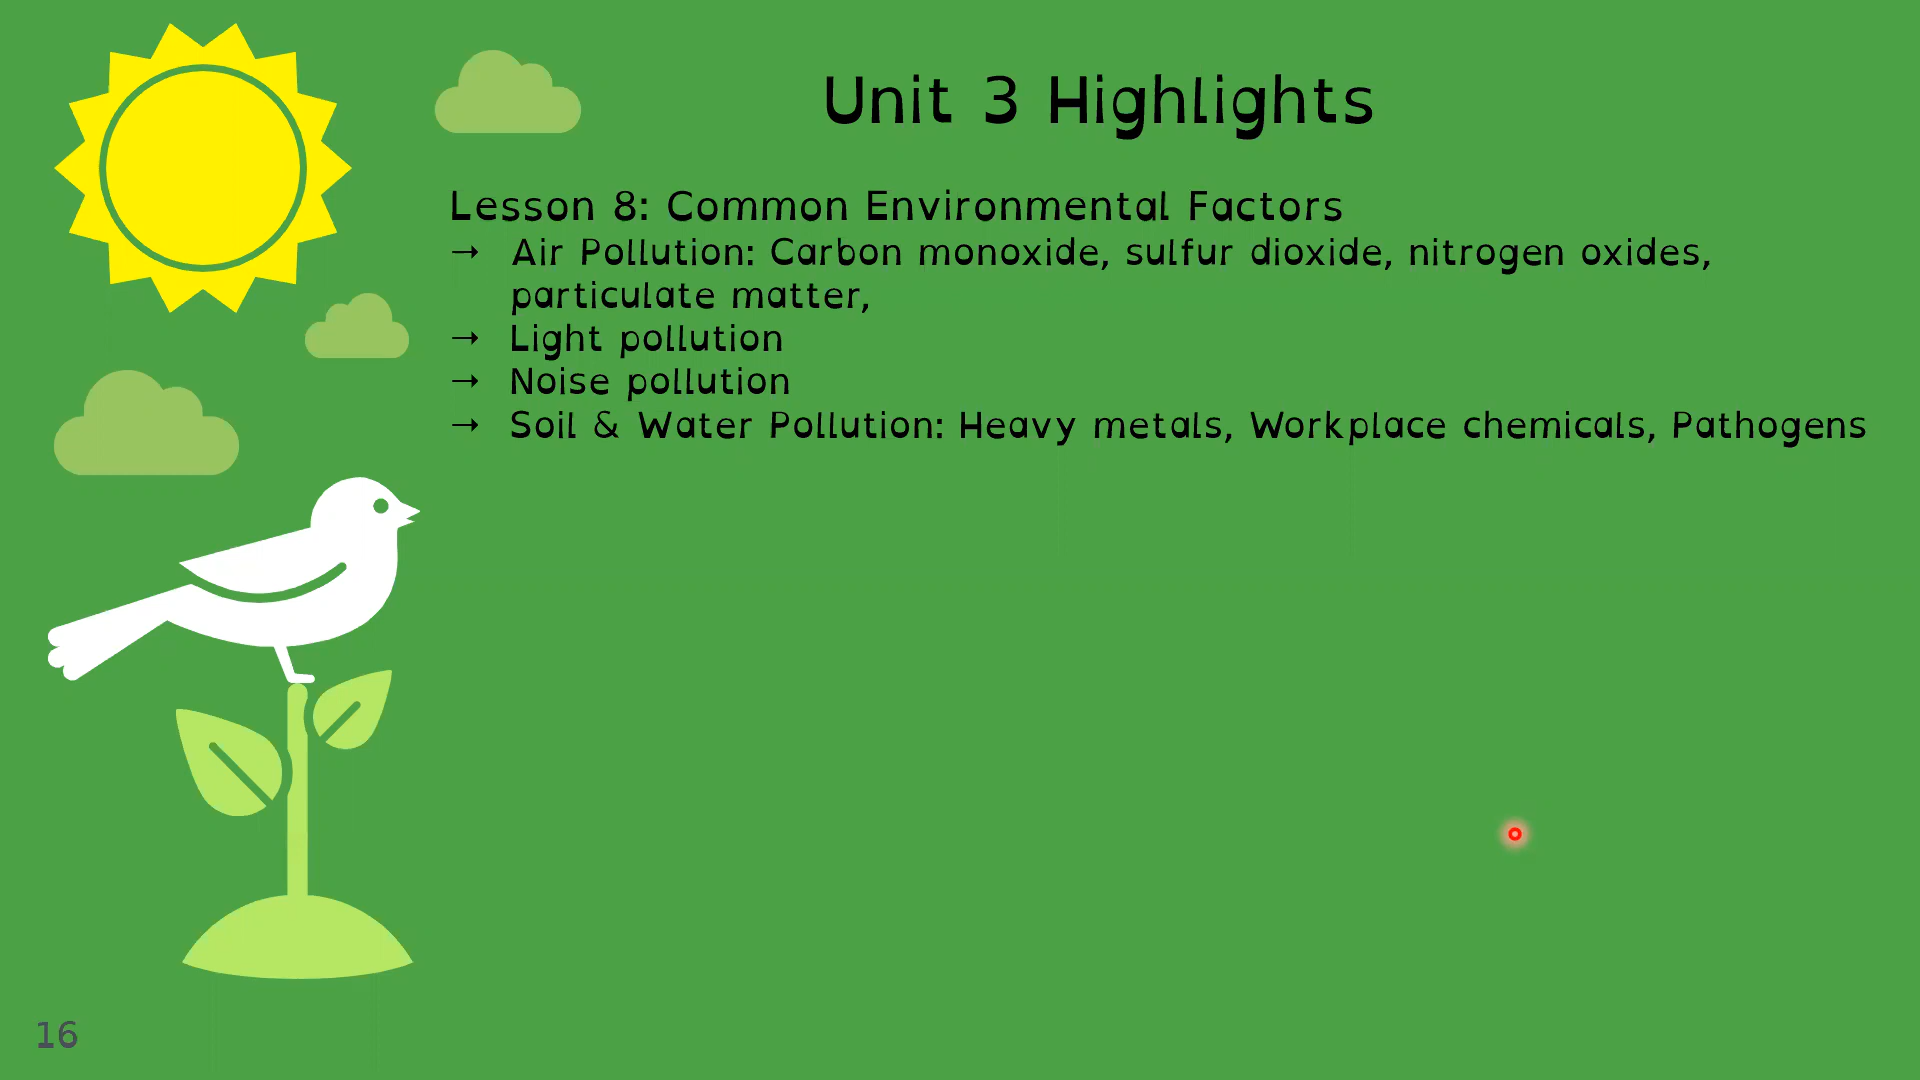 Unit 3 Highlights
Lesson 8: Common Environmental Factors
→ Air Pollution: Carbon monoxide, sulfur dioxide, nitrogen oxides,
particulate matter,
→ Light pollution
→ Noise pollution
→ Soil & Water Pollution: Heavy metals, Workplace chemicals, Pathogens
16